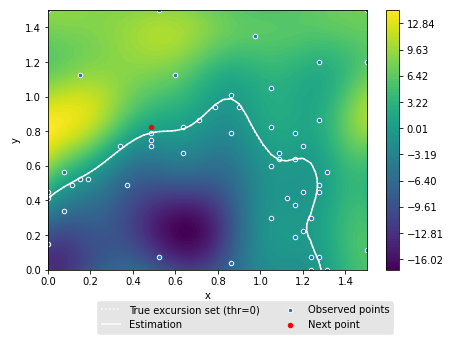 1.4
1.2
1.0
0.8
0.6
0.4
0.2
0.0
y
0.0 0.2 0.4 0.6 0.8 1.0 1.2 1.4
x
12.84
9.63
6.42
3.22
0.01
−3.19
−6.40
−9.61
−12.81
−16.02
True excursion set (thr=0)
Estimation
Observed points
Next point